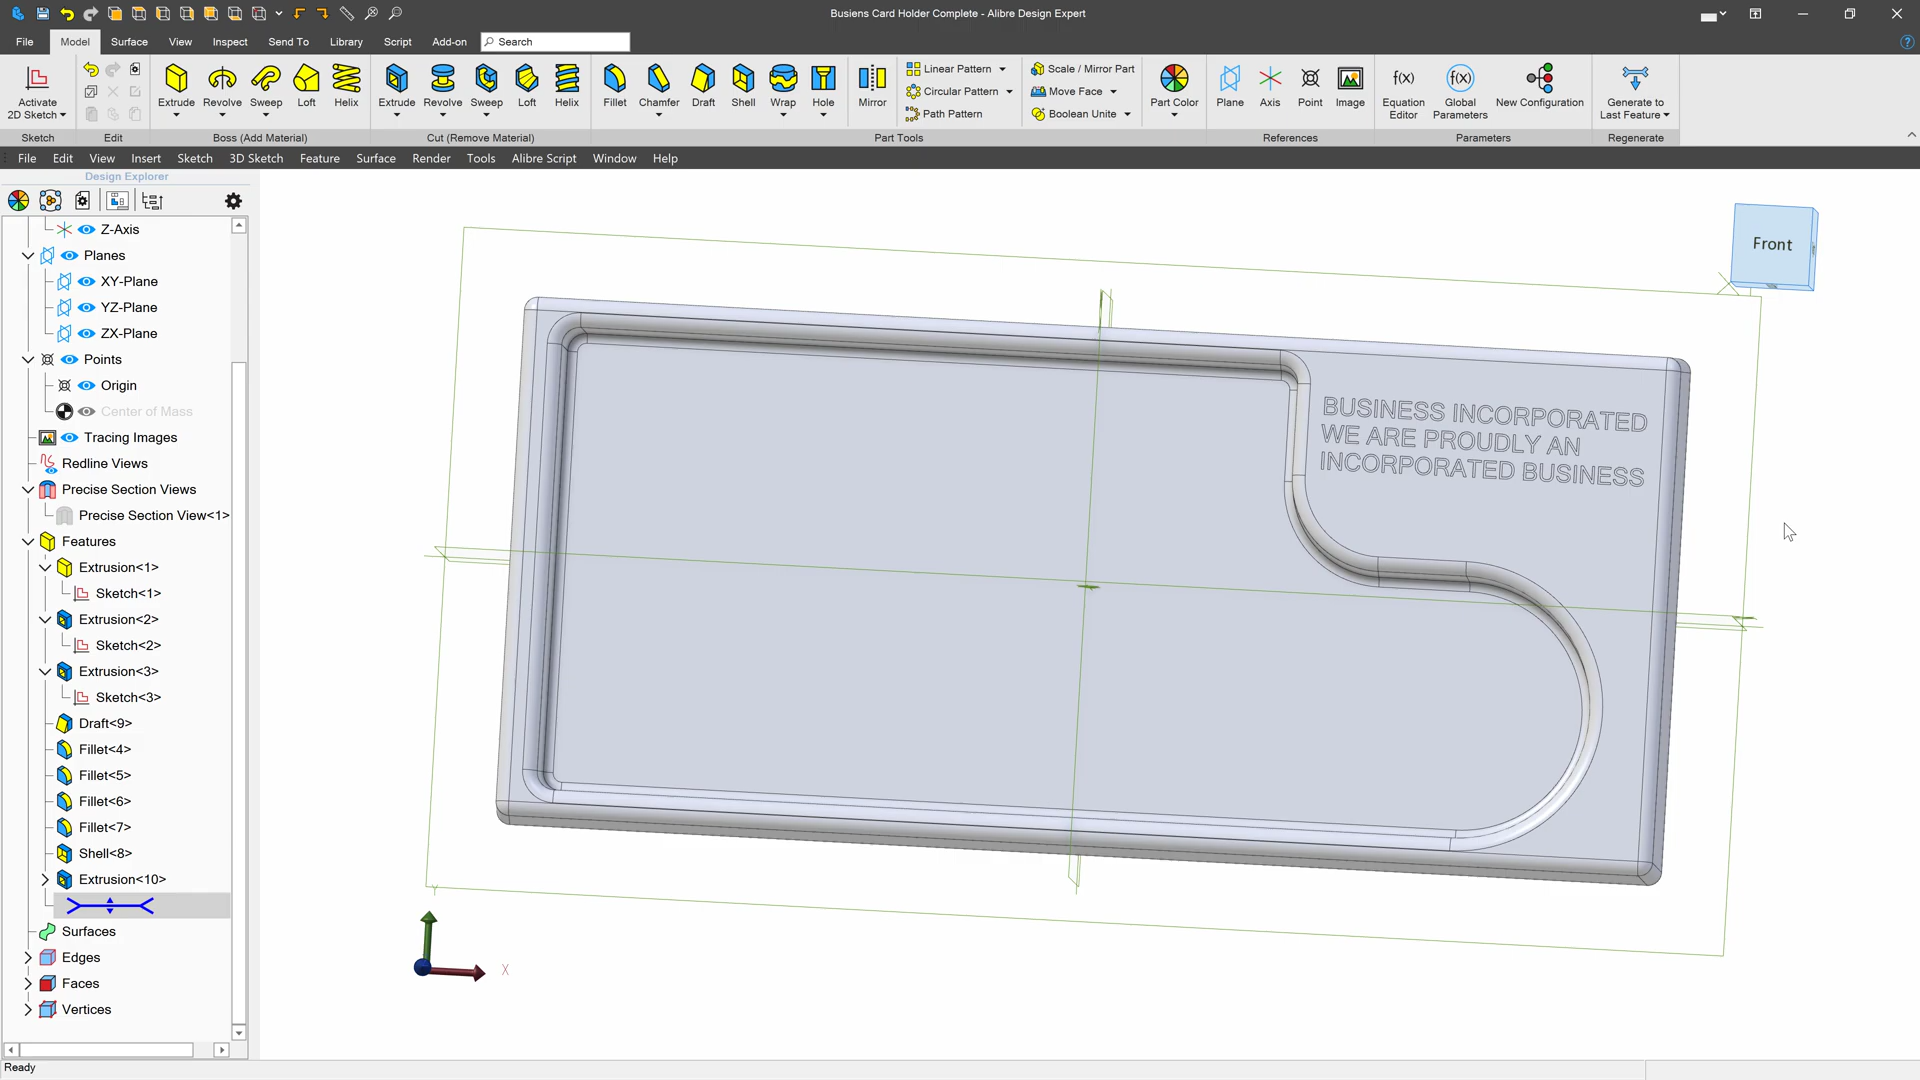 Busiens Card Holder Complete - Alibre Design Expert
File Model Surface View Inspect Send To Library Script Add-on Search
Activate 2D Sketch
Extrude Revolve Sweep Loft Helix
Extrude Revolve Sweep Loft Helix
Fillet Chamfer Draft Shell Wrap Hole Mirror
Linear Pattern
Circular Pattern
Path Pattern
Scale / Mirror Part
Move Face
Boolean Unite
Part Color
Plane Axis Point Image
f(x) Equation Editor
f(x) Global Parameters
New Configuration
Generate to Last Feature
Sketch Edit Boss (Add Material) Cut (Remove Material) Part Tools References Parameters Regenerate
File Edit View Insert Sketch 3D Sketch Feature Surface Render Tools Alibre Script Window Help
Design Explorer
Z-Axis
Planes
XY-Plane
YZ-Plane
ZX-Plane
Points
Origin
Center of Mass
Tracing Images
Redline Views
Precise Section Views
Precise Section View<1>
Features
Extrusion<1>
Sketch<1>
Extrusion<2>
Sketch<2>
Extrusion<3>
Sketch<3>
Draft<9>
Fillet<4>
Fillet<5>
Fillet<6>
Fillet<7>
Shell<8>
Extrusion<10>
Surfaces
Edges
Faces
Vertices
Front
BUSINESS INCORPORATED
WE ARE PROUDLY AN
INCORPORATED BUSINESS
Y
X
Ready